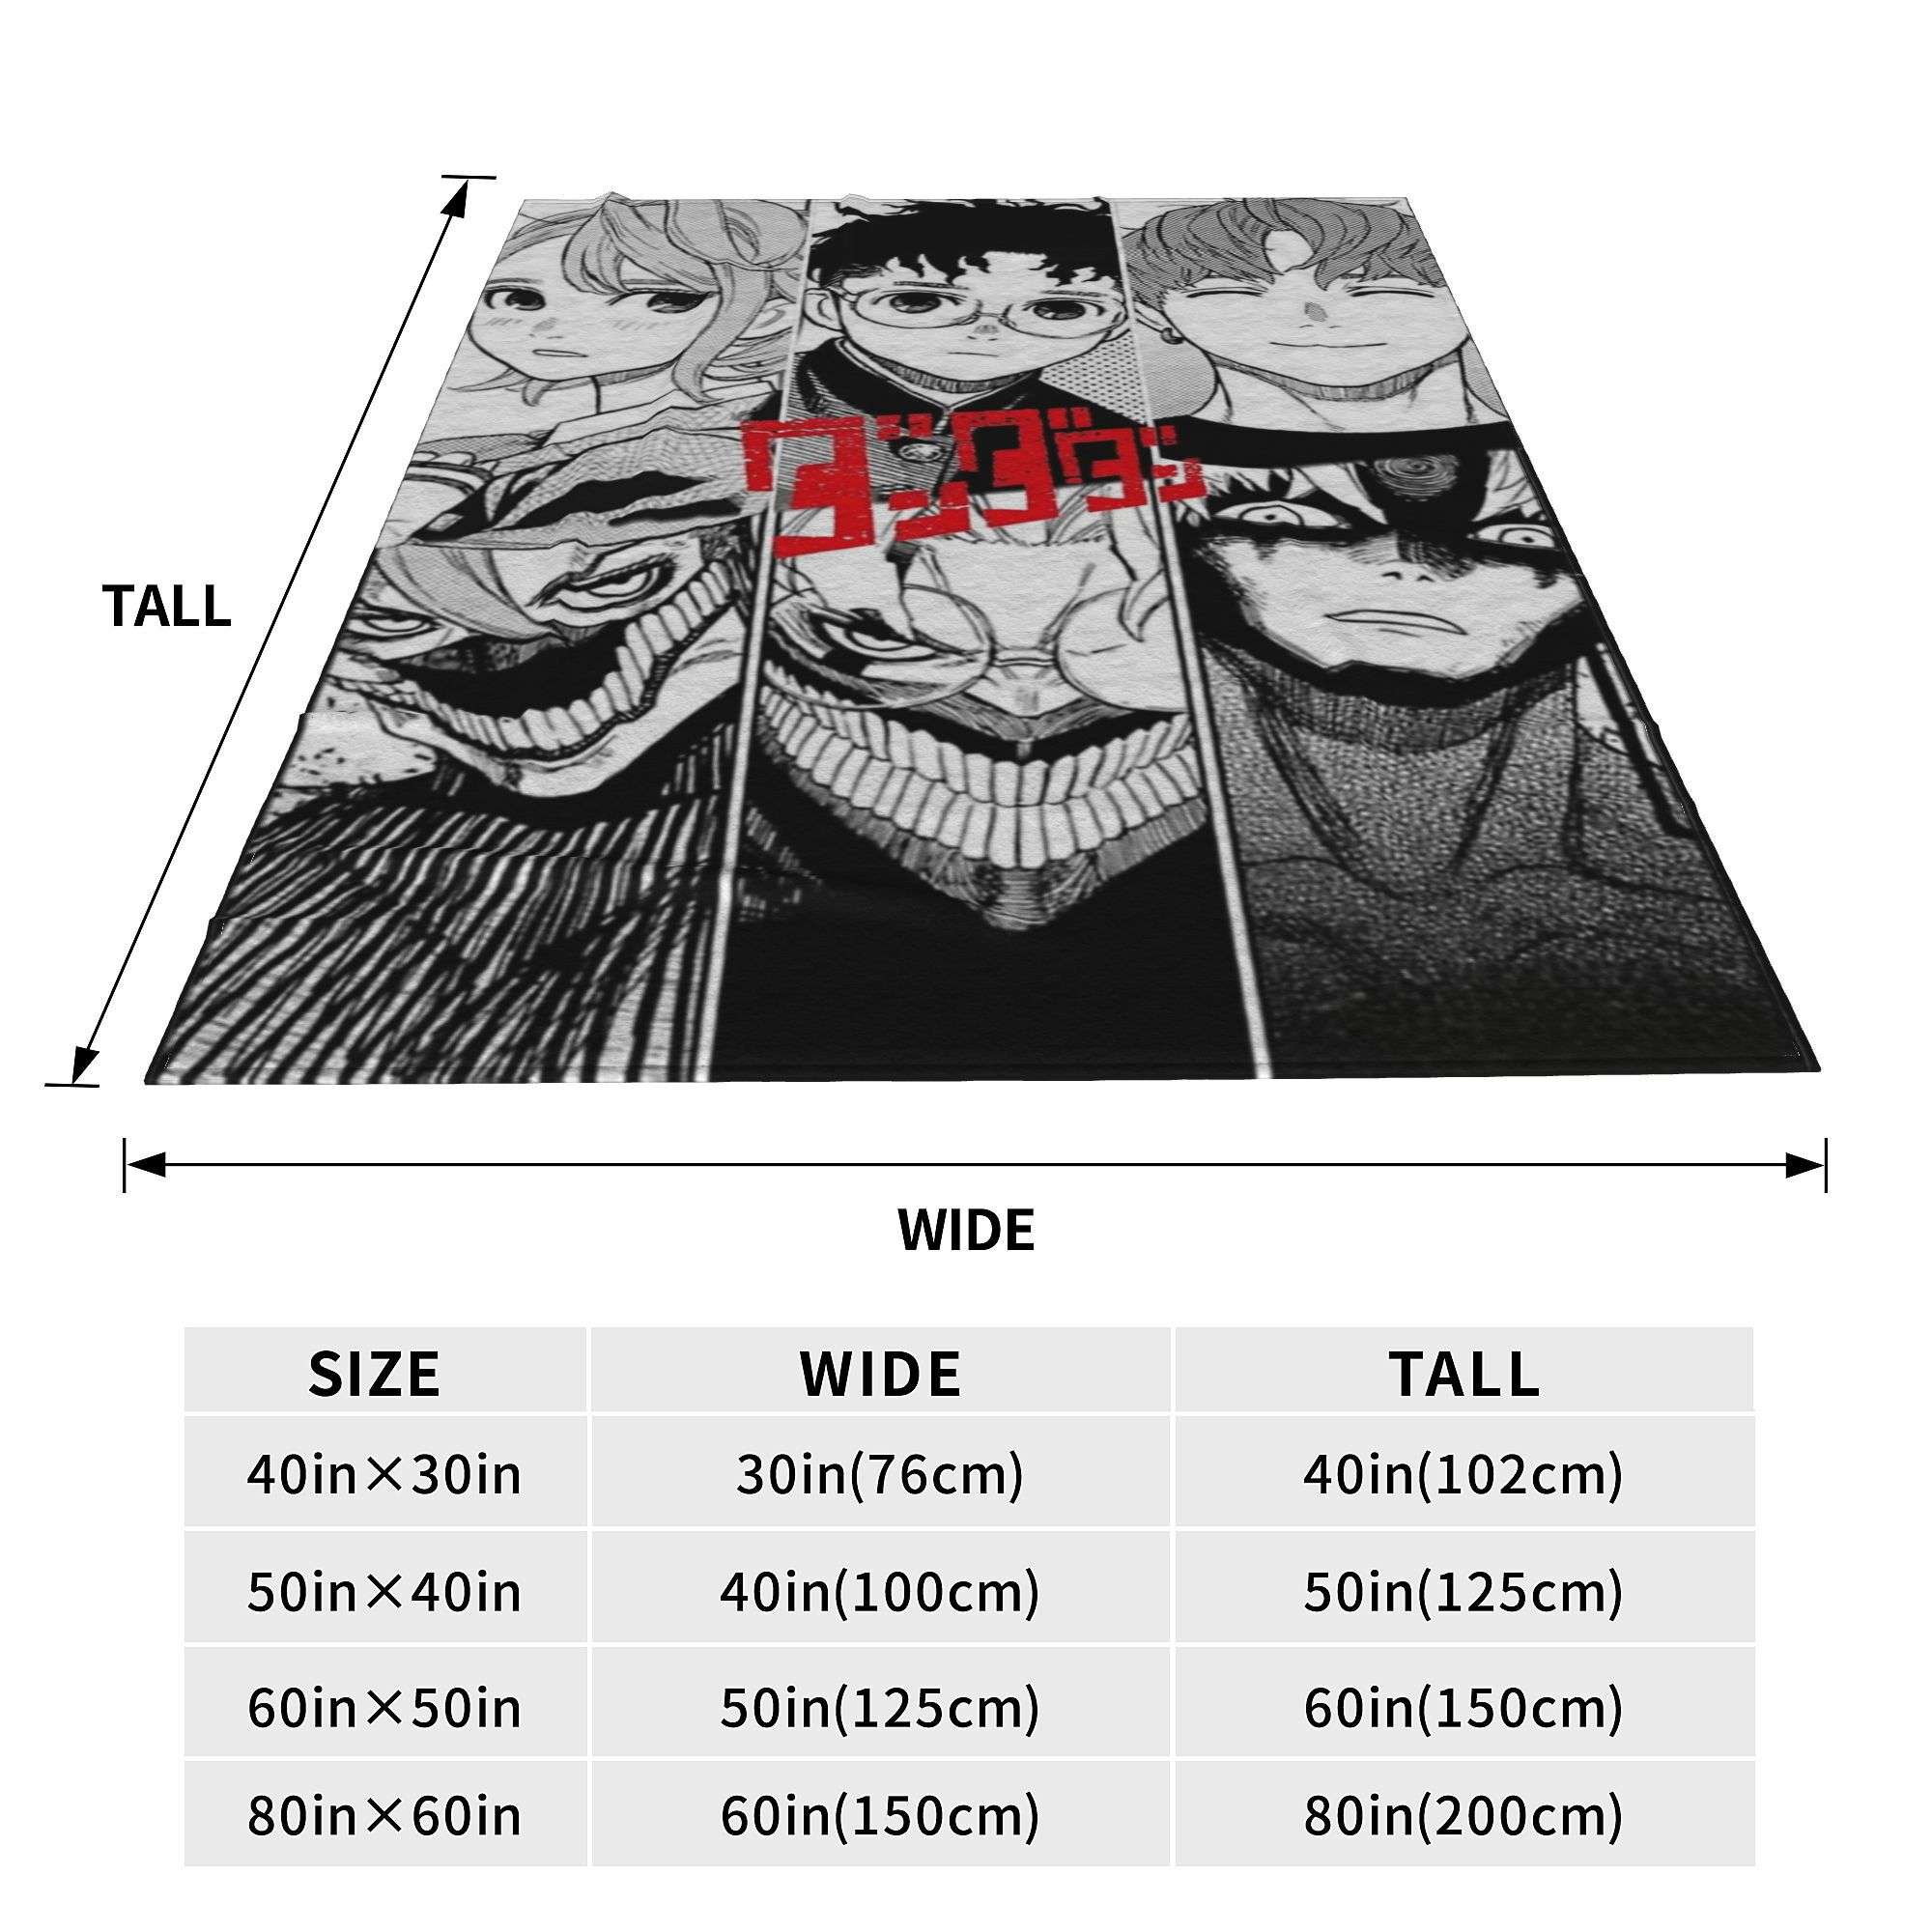 ダンダダン
TALL
WIDE
SIZE WIDE TALL
40in×30in 30in(76cm) 40in(102cm)
50in×40in 40in(100cm) 50in(125cm)
60in×50in 50in(125cm) 60in(150cm)
80in×60in 60in(150cm) 80in(200cm)